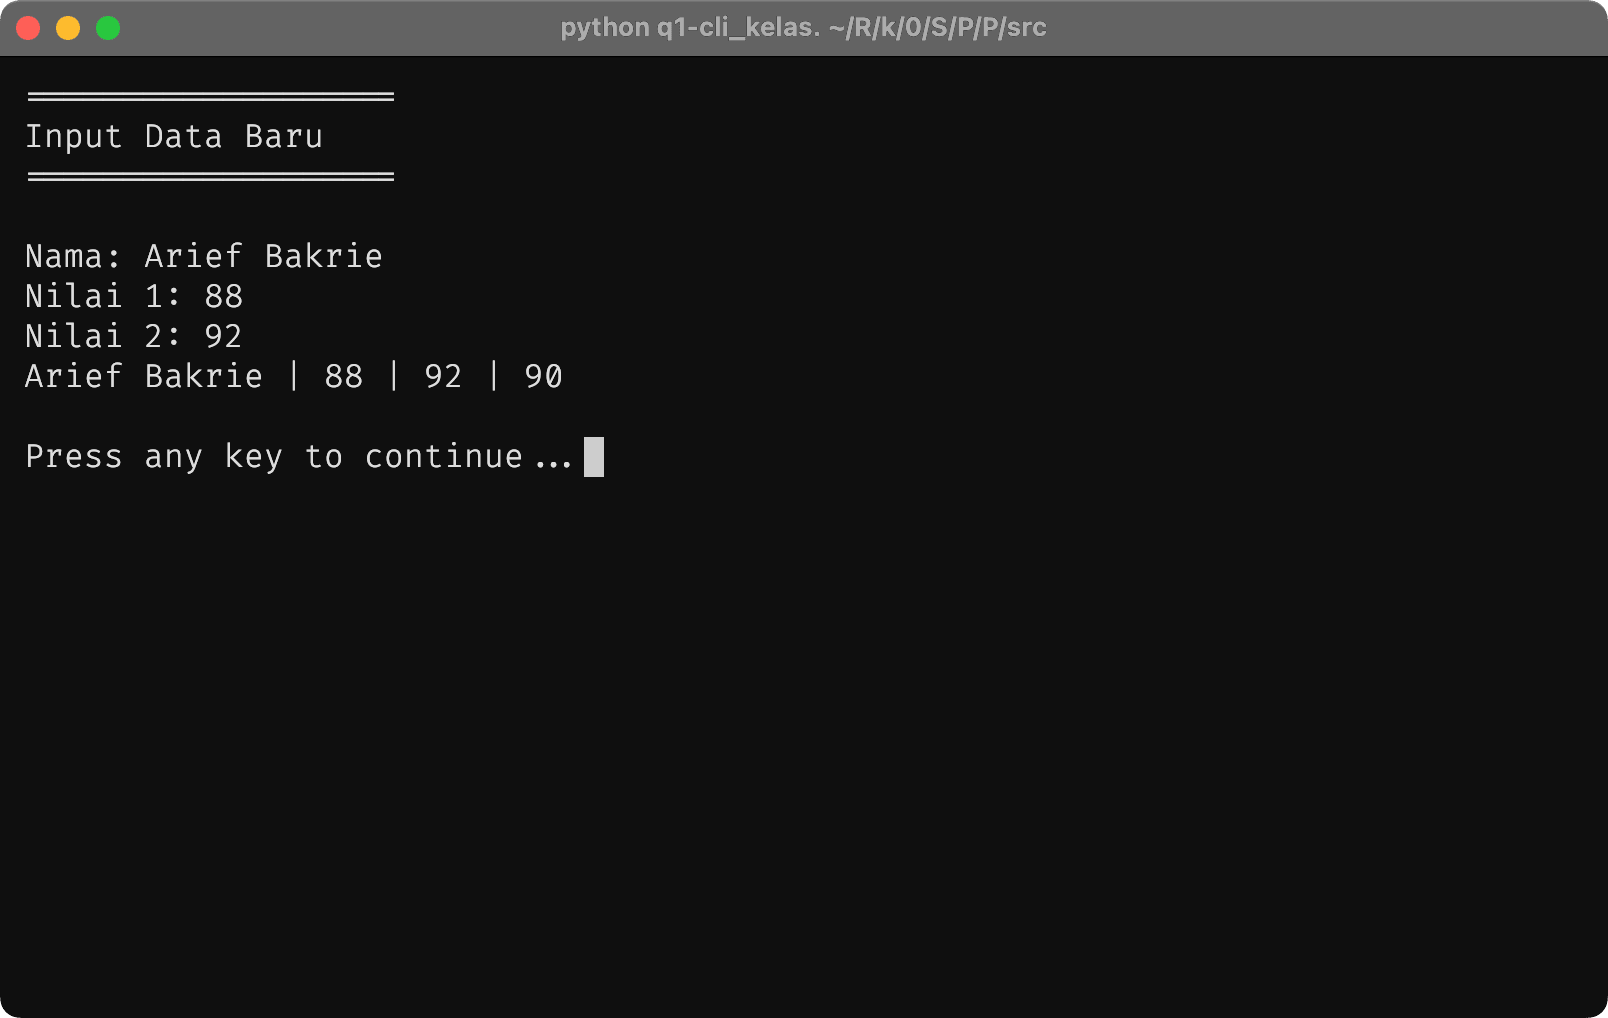 python q1-cli_kelas. ~/R/k/0/S/P/P/src
===================
Input Data Baru
===================
Nama: Arief Bakrie
Nilai 1: 88
Nilai 2: 92
Arief Bakrie | 88 | 92 | 90
Press any key to continue...